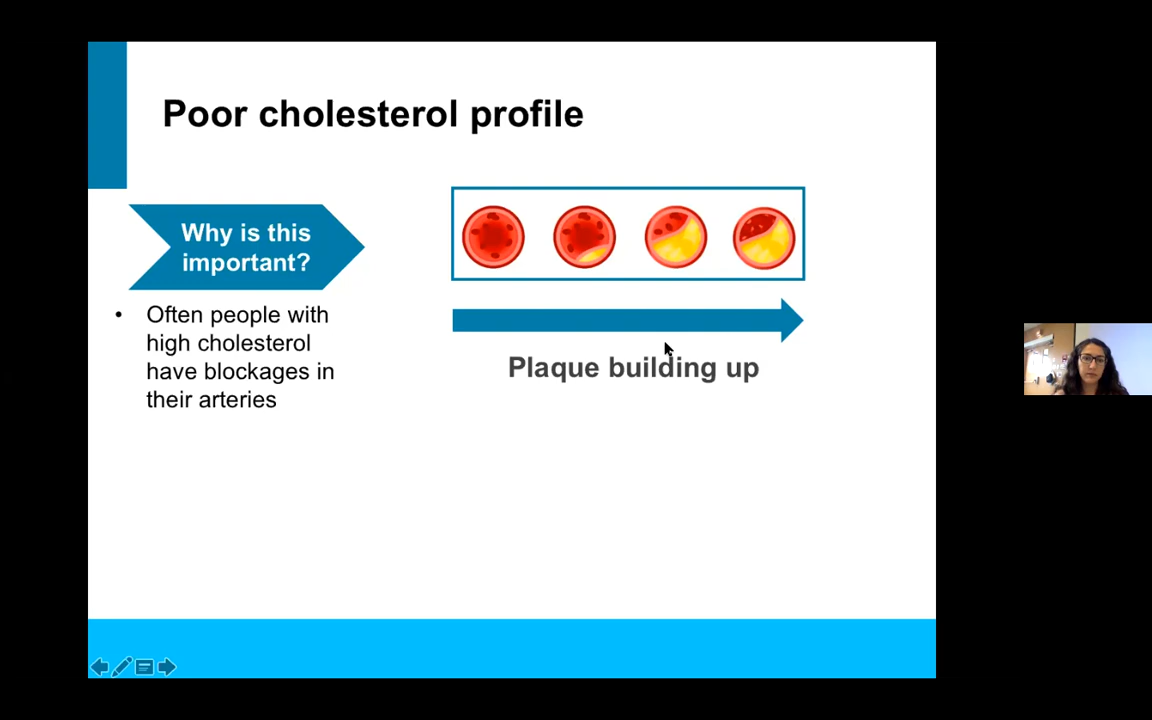 Poor cholesterol profile
Why is this
important?
• Often people with
high cholesterol
have blockages in
their arteries
Plaque building up